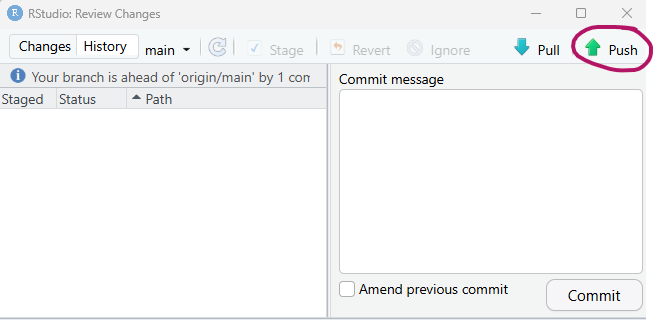 R RStudio: Review Changes
Changes History main Stage Revert Ignore Pull Push
Your branch is ahead of 'origin/main' by 1 com
Staged Status Path
Commit message
Amend previous commit
Commit